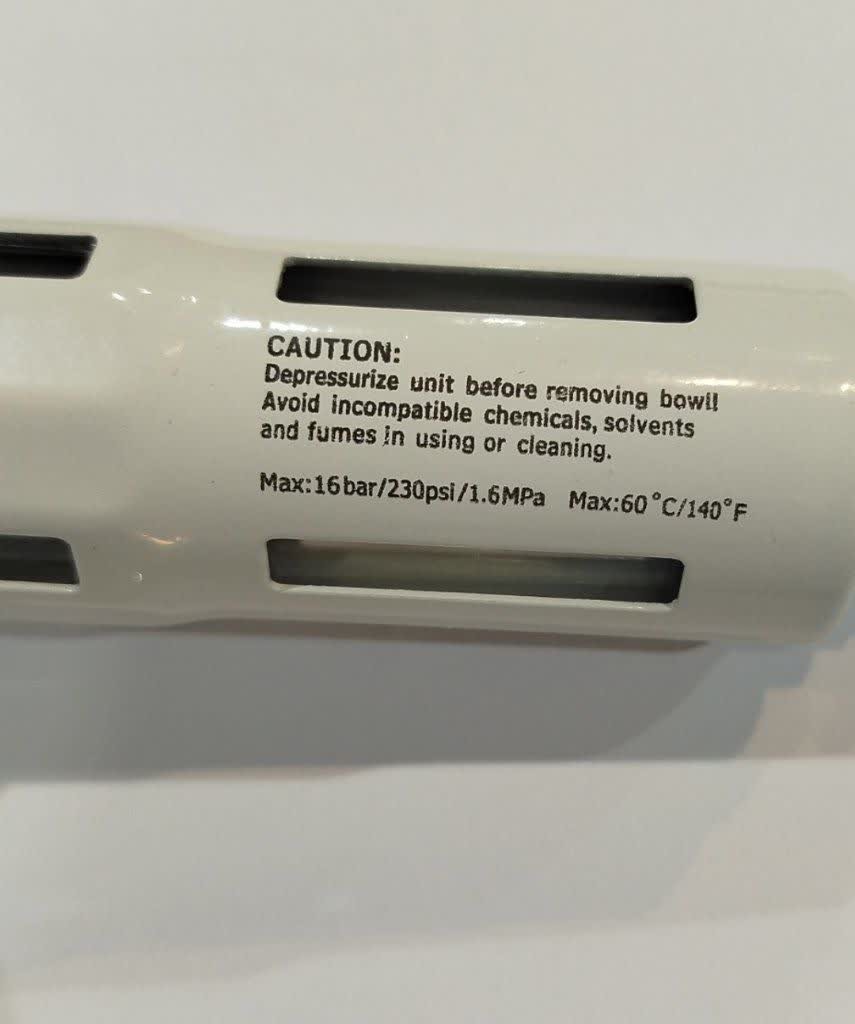 CAUTION:
Depressurize unit before removing bowl!
Avoid incompatible chemicals, solvents
and fumes in using or cleaning.
Max:16bar/230psi/1.6MPa Max:60°C/140°F